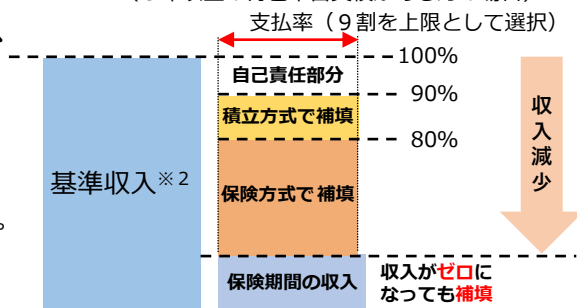 支払率（９割を上限として選択）
100%
自己責任部分
90%
積立方式で補填
80%
収入減少
基準収入※２
保険方式で補填
。
保険期間の収入
収入がゼロに
なっても補填